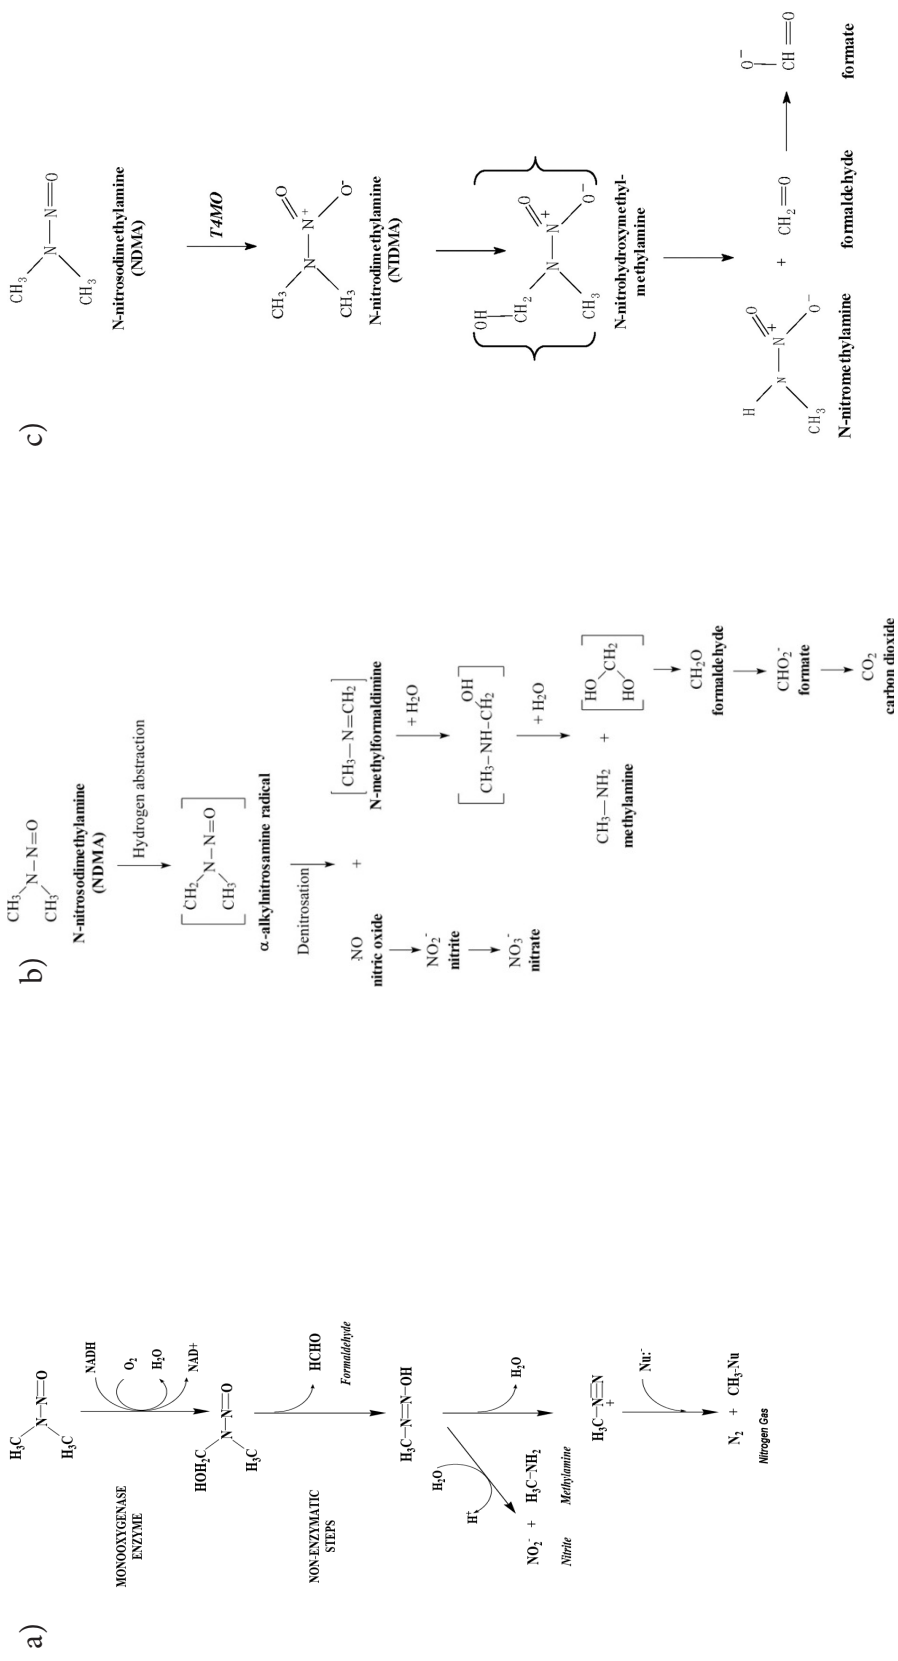 a)
H₃C
N–N=O
H₃C
MONOOXYGENASE
ENZYME
NADH
O₂
H₂O
NAD+
HOH₂C
N–N=O
H₃C
NON-ENZYMATIC
STEPS
HCHO
Formaldehyde
H₃C–N=N–OH
H₂O
H⁺
H₂O
NO₂⁻ + H₃C–NH₂
Nitrite Methylamine
H₃C–N≡N
+
Nu:⁻
N₂ + CH₃-Nu
Nitrogen Gas
b)
CH₃
N–N=O
CH₃
N-nitrosodimethylamine
(NDMA)
Hydrogen abstraction
ĊH₂
N–N=O
CH₃
α-alkylnitrosamine radical
Denitrosation
·NO + [CH₃–N=CH₂]
nitric oxide N-methylformaldimine
NO₂⁻
nitrite
NO₃⁻
nitrate
+ H₂O
OH
CH₃–NH–CH₂
+ H₂O
CH₃–NH₂ +
methylamine
HO
CH₂
HO
CH₂O
formaldehyde
CHO₂⁻
formate
CO₂
carbon dioxide
c)
CH₃
N–N=O
CH₃
N-nitrosodimethylamine
(NDMA)
T4MO
CH₃ O
N–N⁺
CH₃ O⁻
N-nitrodimethylamine
(NTDMA)
OH
CH₂ O
N–N⁺
CH₃ O⁻
N-nitrohydroxymethyl-
methylamine
H O
N–N⁺ + CH₂=O
CH₃ O⁻
O⁻
CH=O
N-nitromethylamine formaldehyde formate